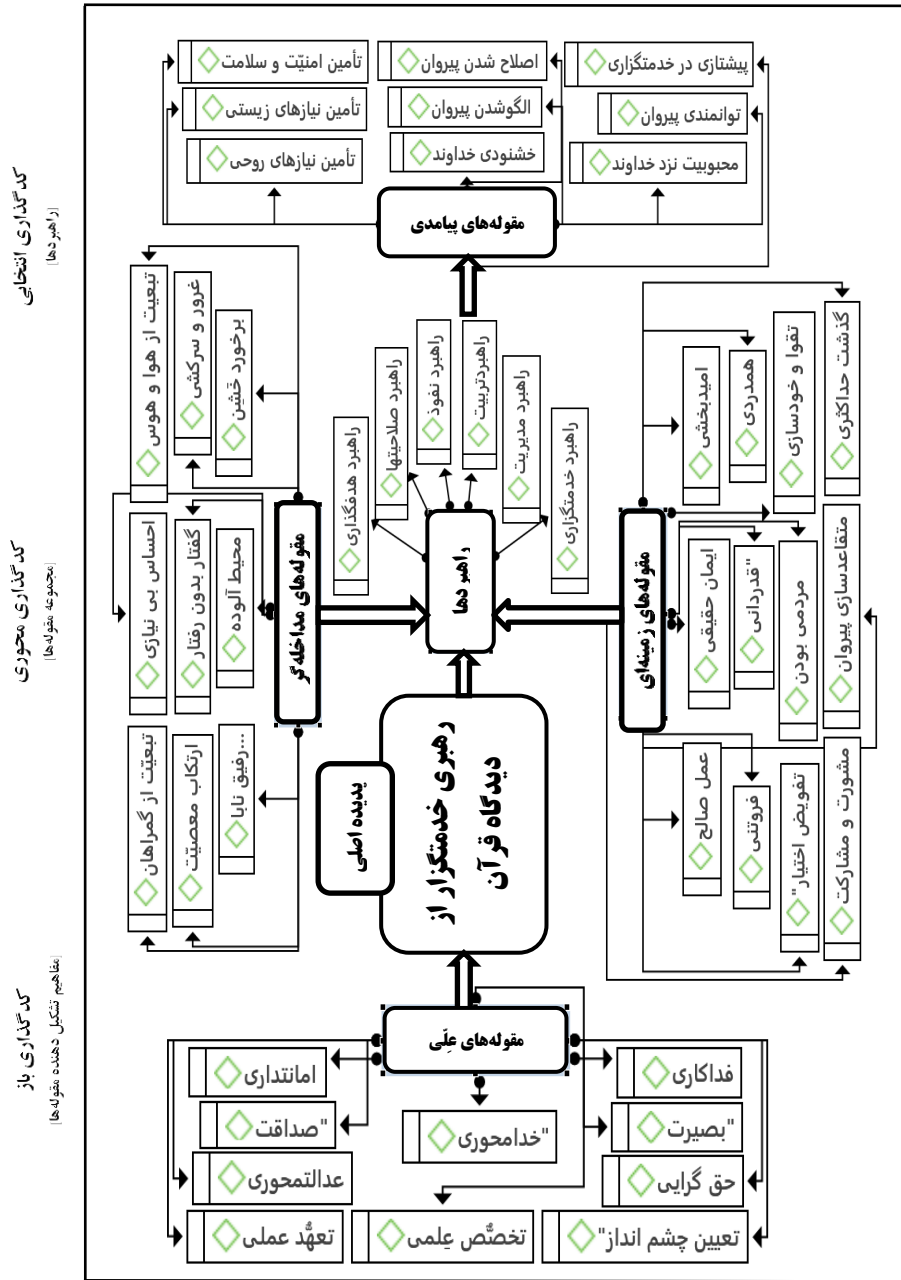 کدگذاری انتخابی
|راهبردها|
کدگذاری محوری
|مجموعه مقوله‌ها|
کدگذاری باز
|مفاهیم تشکیل دهنده مقوله‌ها|
پیشتازی در خدمتگزاری
توانمندی پیروان
محبوبیت نزد خداوند
اصلاح شدن پیروان
الگوشدن پیروان
خشنودی خداوند
تأمین امنیّت و سلامت
تأمین نیازهای زیستی
تأمین نیازهای روحی
مقوله‌های پیامدی
تبعیت از هوا و هوس
غرور و سرکشی
برخورد خَشِن
احساس بی نیازی
گفتار بدون رفتار
محیط آلوده
تبعیّت از گمراهان
ارتکاب معصیّت
رفیق نابا...
مقوله‌های مداخله‌گر
راهبرد هدفگذاری
راهبرد صلاحیتها
راهبرد نفوذ
راهبردتربیت
راهبرد مدیریت
راهبرد خدمتگزاری
راهبردها
مقوله‌های زمینه‌ای
امیدبخشی
همدردی
تقوا و خودسازی
گذشت حداکثری
ایمان حقیقی
قدردانی"
مردمی بودن
متقاعدسازی پیروان
عمل صالح
فروتنی
تفویض اختیار"
مشورت و مشارکت
پدیده اصلی
رهبری خدمتگزار از
دیدگاه قرآن
مقوله‌های عِلّی
فداکاری
بصیرت"
حق گرایی
تعیین چشم انداز"
خدامحوری"
تخصُّص عِلمی
امانتداری
صداقت"
عدالتمحوری
تعهُّد عملی